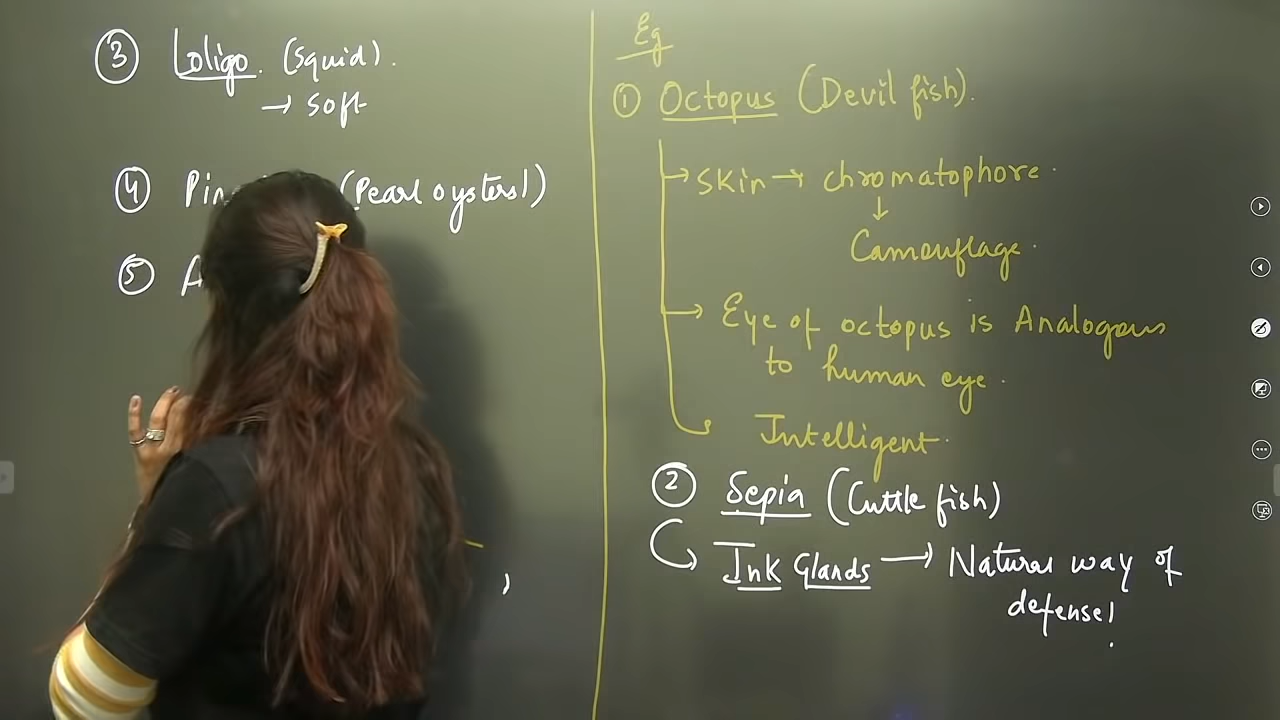 ③ Loligo. (Squid).
→ Soft
④ (Pearl oysters!)
⑤
Eg
① Octopus (Devil fish).
→ Skin → Chromatophore.
↓
Camouflage.
→ Eye of octopus is Analogous
to human eye.
Intelligent.
② Sepia (Cuttle fish)
Ink Glands → Natural way of
defense!